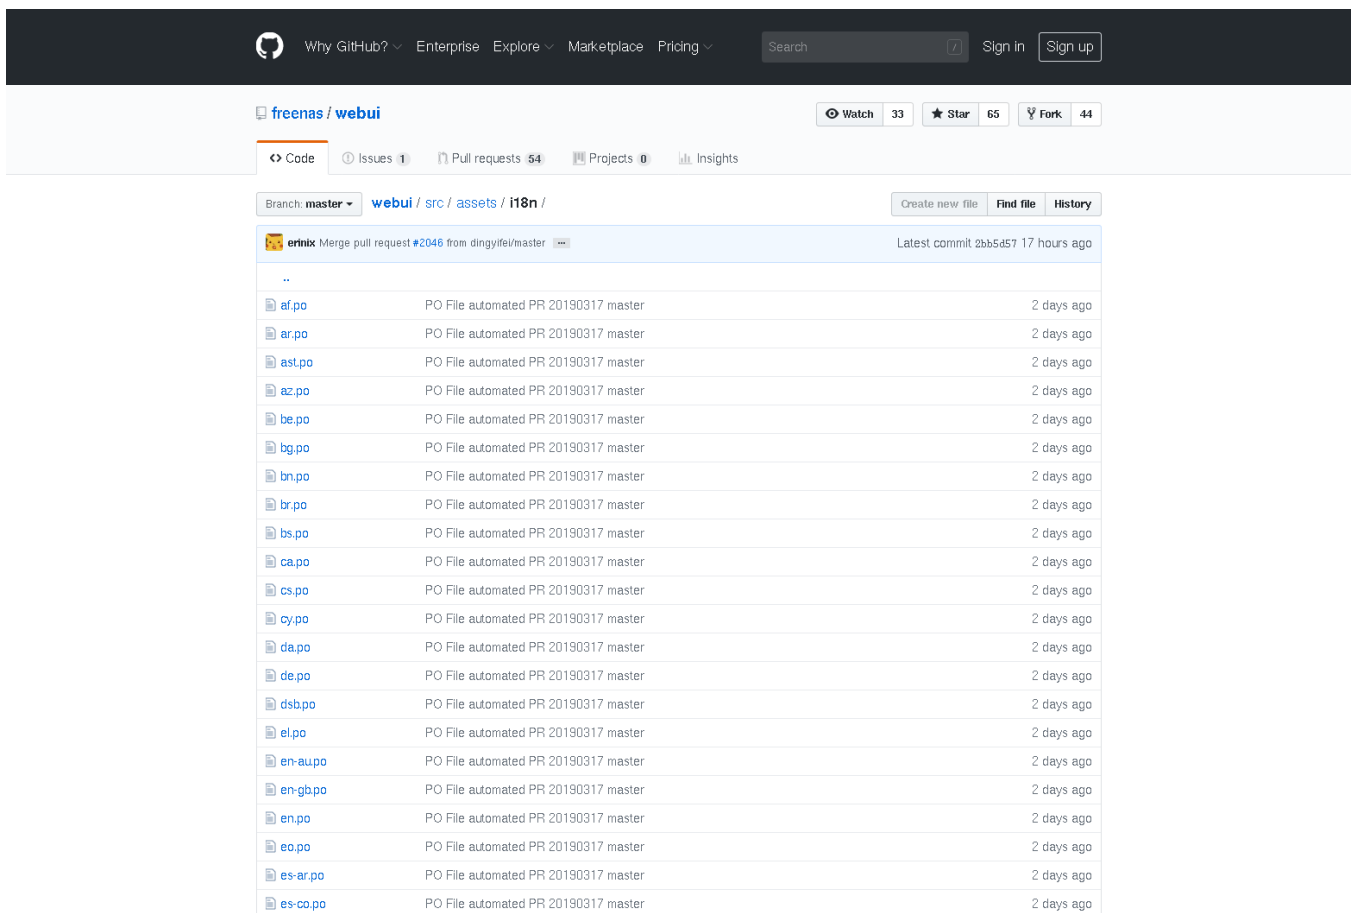 Why GitHub? Enterprise Explore Marketplace Pricing Search / Sign in Sign up
freenas / webui Watch 33 Star 65 Fork 44
Code Issues 1 Pull requests 54 Projects 0 Insights
Branch: master webui / src / assets / i18n / Create new file Find file History
erinix Merge pull request #2046 from dingyifei/master ... Latest commit 2bb5d57 17 hours ago
..
af.po PO File automated PR 20190317 master 2 days ago
ar.po PO File automated PR 20190317 master 2 days ago
ast.po PO File automated PR 20190317 master 2 days ago
az.po PO File automated PR 20190317 master 2 days ago
be.po PO File automated PR 20190317 master 2 days ago
bg.po PO File automated PR 20190317 master 2 days ago
bn.po PO File automated PR 20190317 master 2 days ago
br.po PO File automated PR 20190317 master 2 days ago
bs.po PO File automated PR 20190317 master 2 days ago
ca.po PO File automated PR 20190317 master 2 days ago
cs.po PO File automated PR 20190317 master 2 days ago
cy.po PO File automated PR 20190317 master 2 days ago
da.po PO File automated PR 20190317 master 2 days ago
de.po PO File automated PR 20190317 master 2 days ago
dsb.po PO File automated PR 20190317 master 2 days ago
el.po PO File automated PR 20190317 master 2 days ago
en-au.po PO File automated PR 20190317 master 2 days ago
en-gb.po PO File automated PR 20190317 master 2 days ago
en.po PO File automated PR 20190317 master 2 days ago
eo.po PO File automated PR 20190317 master 2 days ago
es-ar.po PO File automated PR 20190317 master 2 days ago
es-co.po PO File automated PR 20190317 master 2 days ago